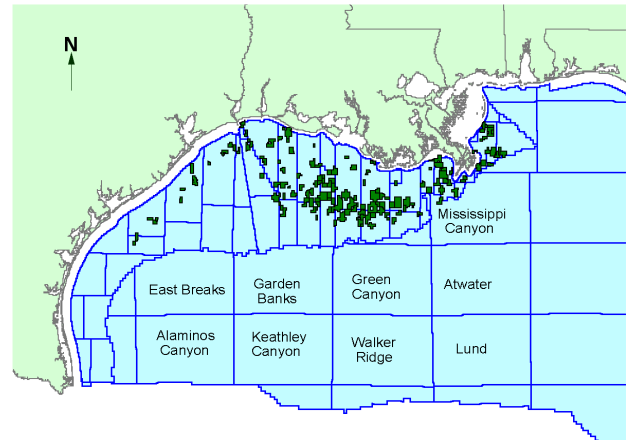 N
Mississippi
Canyon
East Breaks
Garden
Banks
Green
Canyon
Atwater
Alaminos
Canyon
Keathley
Canyon
Walker
Ridge
Lund